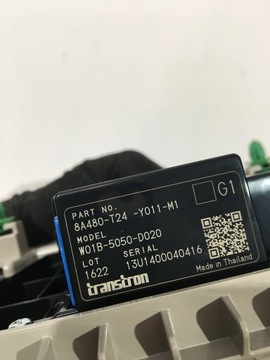 PART NO.
8A480-T24 -Y011-M1
MODEL
W01B-5050-D020
LOT SERIAL
1622 13U1400040416
transtron
G1
Made in Thailand